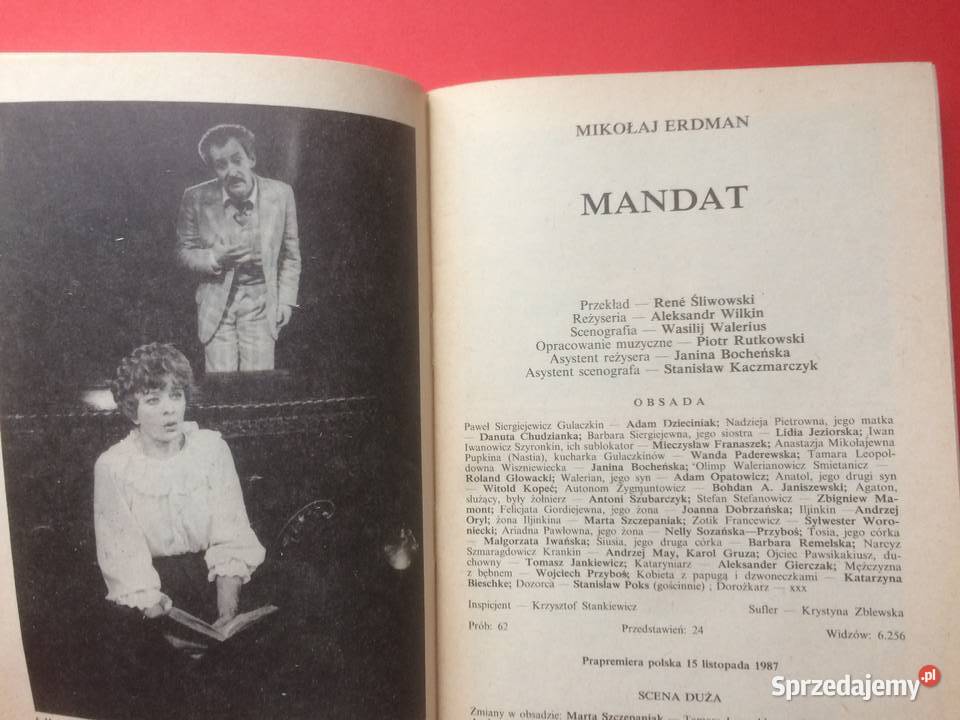 MIKOŁAJ ERDMAN
MANDAT
Przekład — René Śliwowski
Reżyseria — Aleksandr Wilkin
Scenografia — Wasilij Walerius
Opracowanie muzyczne — Piotr Rutkowski
Asystent reżysera — Janina Bocheńska
Asystent scenografa — Stanisław Kaczmarczyk
OBSADA
Paweł Siergiejewicz Gulaczkin — Adam Dzieciniak; Nadzieja Pietrowna, jego matka
— Danuta Chudzianka; Barbara Siergiejewna, jego siostra — Lidia Jeziorska; Iwan
Iwanowicz Szyronkin, ich sublokator — Mieczysław Franaszek; Anastazja Mikołajewna
Pupkina (Nastia), kucharka Gulaczkinów — Wanda Paderewska; Tamara Leopol-
downa Wiszniewiecka — Janina Bocheńska; Olimp Walerianowicz Smietanicz —
Roland Głowacki; Walerian, jego syn — Adam Opatowicz; Anatol, jego drugi syn
— Witold Kopeć; Autonom Zygmuntowicz — Bohdan A. Janiszewski; Agaton,
służący, były żołnierz — Antoni Szubarczyk; Stefan Stefanowicz — Zbigniew Ma-
mont; Felicjata Gordiejewna, jego żona — Joanna Dobrzańska; Iljinkin — Andrzej
Oryl; żona Iljinkina — Marta Szczepaniak; Zotik Francewicz — Sylwester Woro-
niecki; Ariadna Pawłowna, jego żona — Nelly Sozańska—Przyboś; Tosia, jego córka
— Małgorzata Iwańska; Siusia, jego druga córka — Barbara Remelska; Narcyz
Szmaragdowicz Krankin — Andrzej May, Karol Gruza; Ojciec Pawsikakiusz, du-
chowny — Tomasz Jankiewicz; Kataryniarz — Aleksander Gierczak; Mężczyzna
z bębnem — Wojciech Przyboś; Kobieta z papugą i dzwoneczkami — Katarzyna
Bieschke; Dozorca — Stanisław Poks (gościnnie) ; Dorożkarz — xxx
Inspicjent — Krzysztof Stankiewicz Sufler — Krystyna Zblewska
Prób: 62 Przedstawień: 24 Widzów: 6.256
Prapremiera polska 15 listopada 1987
SCENA DUŻA
Zmiany w obsadzie: Marta Szczepaniak —
Sprzedajemy.pl